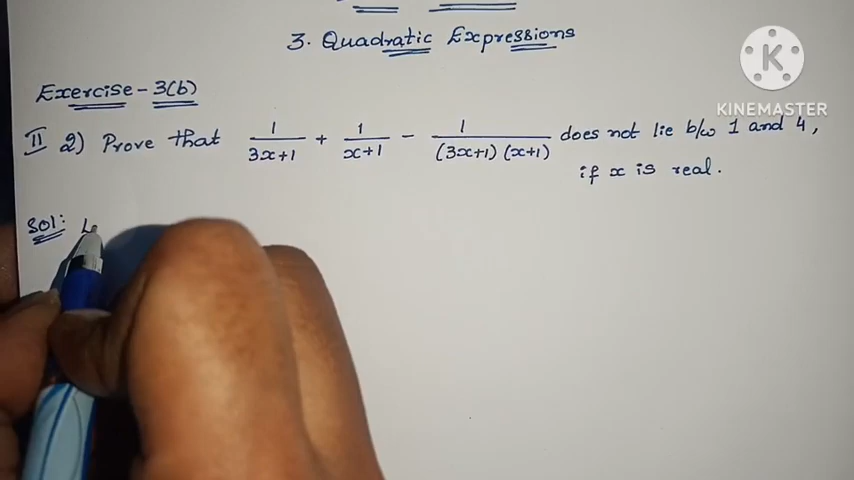 3. Quadratic Expressions
K
KINEMASTER
Exercise - 3(b)
II 2) Prove that 1/(3x+1) + 1/(x+1) - 1/((3x+1)(x+1)) does not lie b/w 1 and 4,
if x is real.
Sol: L